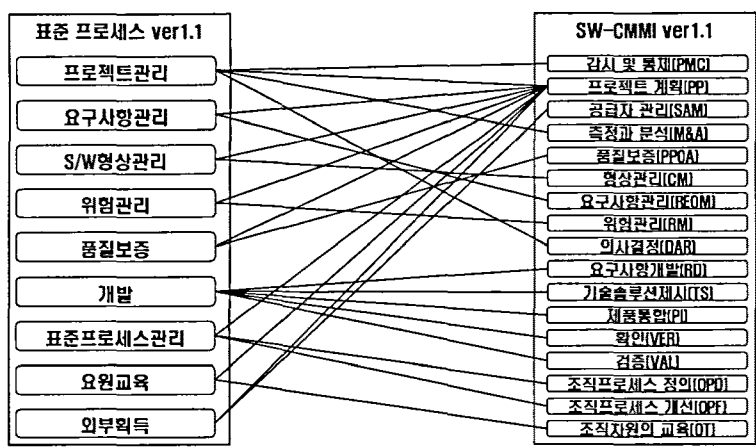 표준 프로세스 ver1.1
프로젝트관리
요구사항관리
S/W형상관리
위험관리
품질보증
개발
표준프로세스관리
요원교육
외부획득
SW-CMMI ver1.1
감시 및 통제(PMC)
프로젝트 계획(PP)
공급자 관리(SAM)
측정과 분석(M&A)
품질보증(PPQA)
형상관리(CM)
요구사항관리(REQM)
위험관리(RM)
의사결정(DAR)
요구사항개발(RD)
기술솔루션제시(TS)
제품통합(PI)
확인(VER)
검증(VAL)
조직프로세스 정의(OPD)
조직프로세스 개선(OPF)
조직차원의 교육(OT)